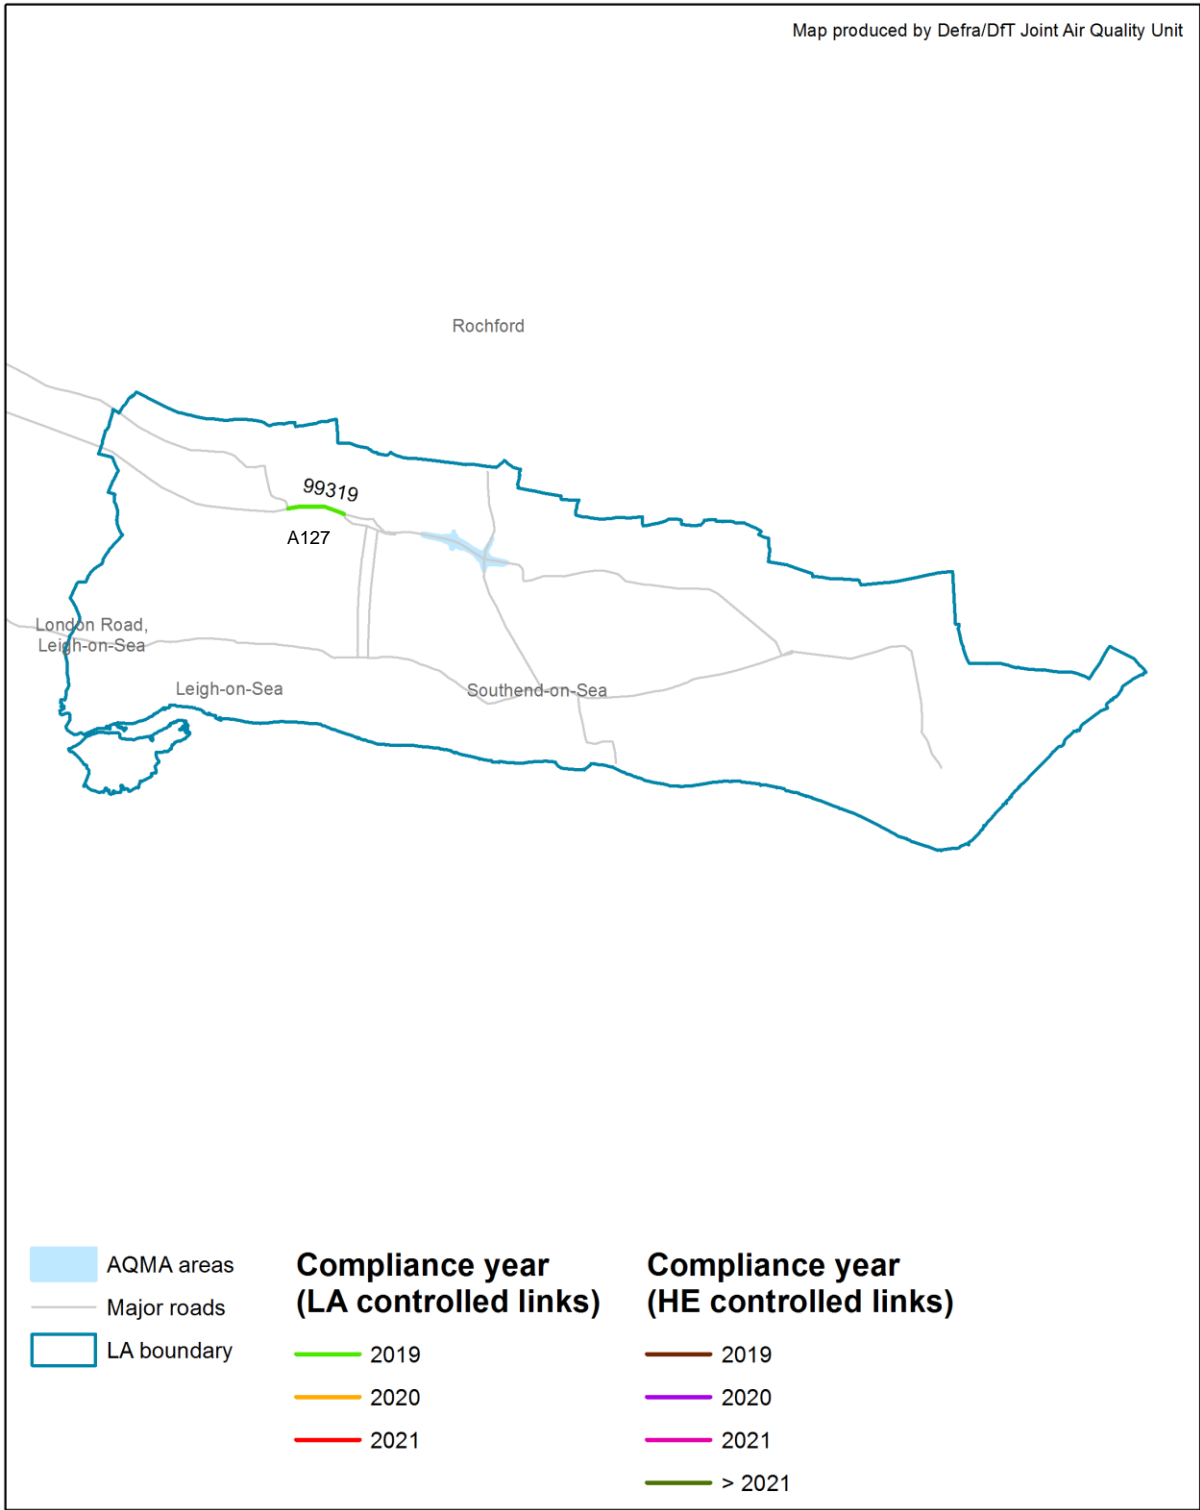 Map produced by Defra/DfT Joint Air Quality Unit
Rochford
99319
A127
London Road,
Leigh-on-Sea
Leigh-on-Sea
Southend-on-Sea
AQMA areas
Major roads
LA boundary
Compliance year
(LA controlled links)
2019
2020
2021
Compliance year
(HE controlled links)
2019
2020
2021
> 2021